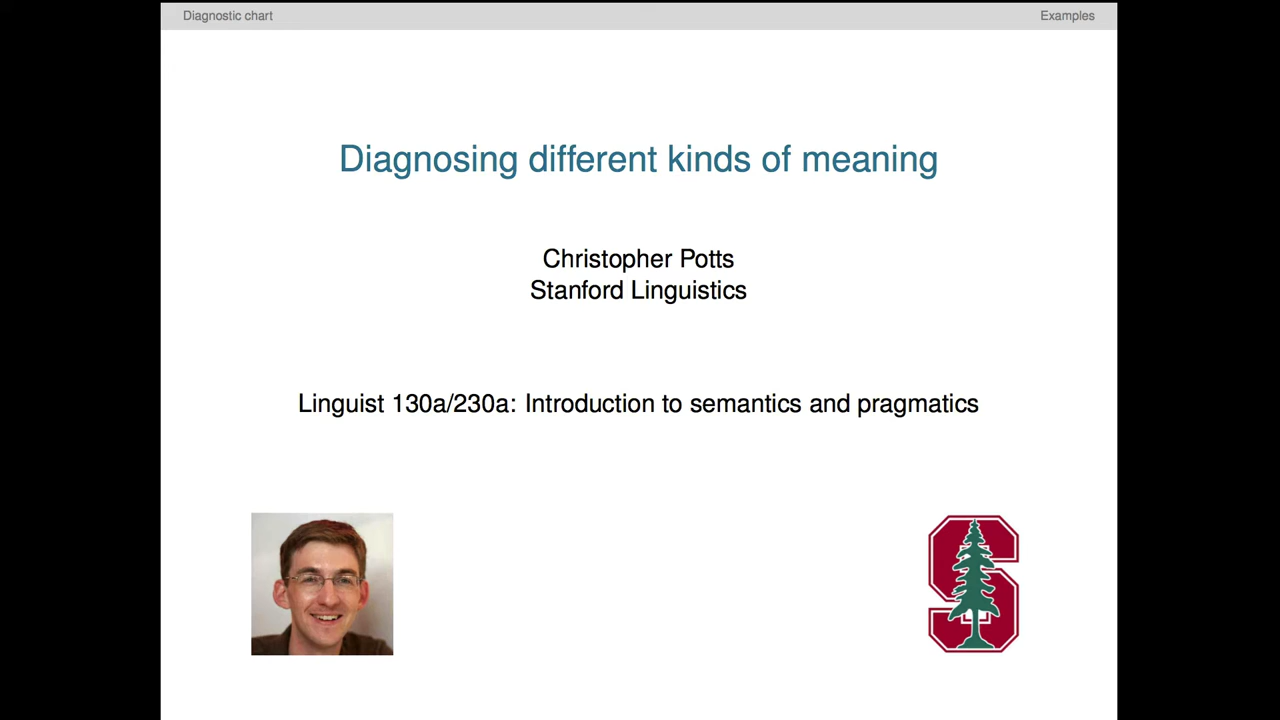 Diagnostic chart
Examples
Diagnosing different kinds of meaning
Christopher Potts
Stanford Linguistics
Linguist 130a/230a: Introduction to semantics and pragmatics
S